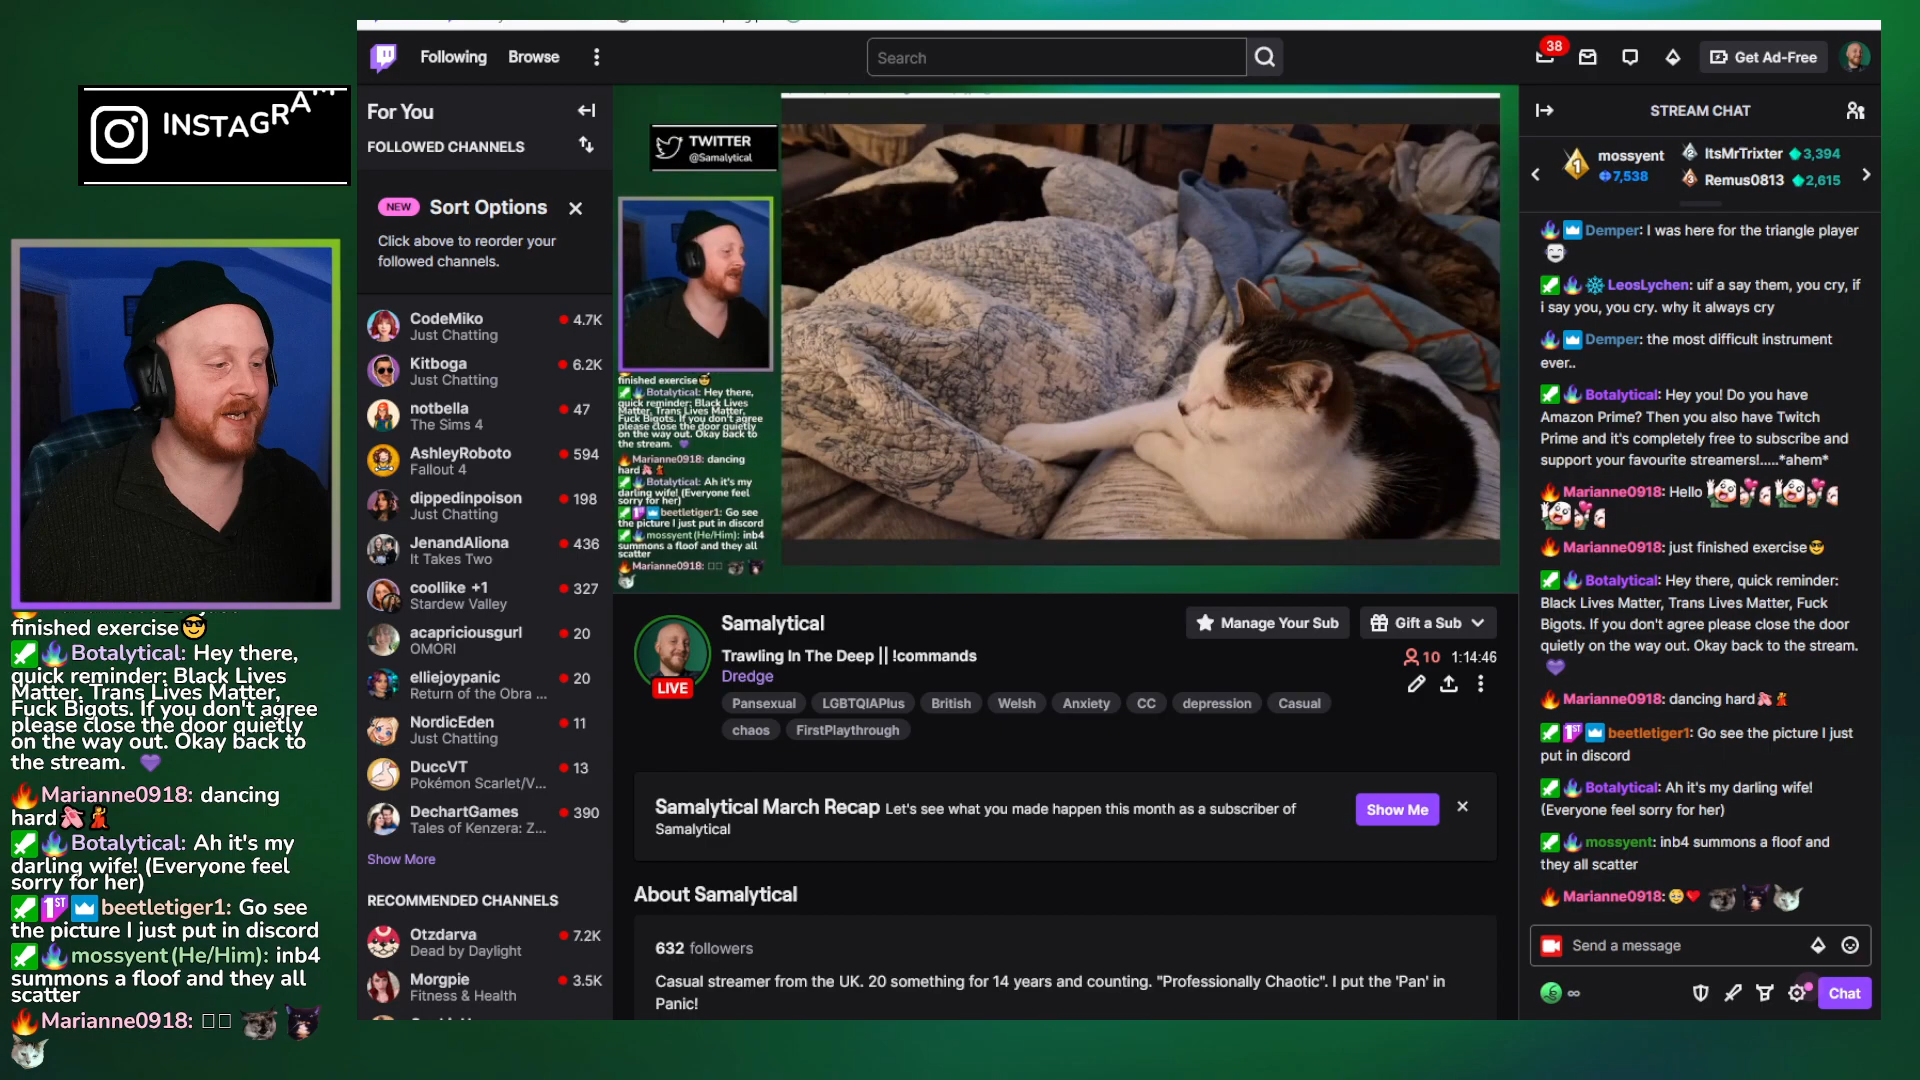 INSTAGRAM
finished exercise😎
Botalytical: Hey there,
quick reminder: Black Lives
Matter, Trans Lives Matter,
Fuck Bigots. If you don't agree
please close the door quietly
on the way out. Okay back to
the stream. 💜
Marianne0918: dancing
hard
Botalytical: Ah it's my
darling wife! (Everyone feel
sorry for her)
1ST beetletiger1: Go see
the picture I just put in discord
mossyent (He/Him): inb4
summons a floof and they all
scatter
Marianne0918:
Following Browse
Search
38
Get Ad-Free
For You
FOLLOWED CHANNELS
NEW Sort Options
Click above to reorder your
followed channels.
CodeMiko 4.7K
Just Chatting
Kitboga 6.2K
Just Chatting
notbella 47
The Sims 4
AshleyRoboto 594
Fallout 4
dippedinpoison 198
Just Chatting
JenandAliona 436
It Takes Two
coollike +1 327
Stardew Valley
acapriciousgurl 20
OMORI
elliejoypanic 20
Return of the Obra ...
NordicEden 11
Just Chatting
DuccVT 13
Pokémon Scarlet/V...
DechartGames 390
Tales of Kenzera: Z...
Show More
RECOMMENDED CHANNELS
Otzdarva 7.2K
Dead by Daylight
Morgpie 3.5K
Fitness & Health
TWITTER
@Samalytical
finished exercise😎
Botalytical: Hey there,
quick reminder: Black Lives
Matter, Trans Lives Matter,
Fuck Bigots. If you don't agree
please close the door quietly
on the way out. Okay back to
the stream. 💜
Marianne0918: dancing
hard
Botalytical: Ah it's my
darling wife! (Everyone feel
sorry for her)
beetletiger1: Go see
the picture I just put in discord
mossyent (He/Him): inb4
summons a floof and they all
scatter
Marianne0918:
LIVE
Samalytical
Manage Your Sub
Gift a Sub
Trawling In The Deep || !commands
10 1:14:46
Dredge
Pansexual LGBTQIAPlus British Welsh Anxiety CC depression Casual
chaos FirstPlaythrough
Samalytical March Recap Let's see what you made happen this month as a subscriber of
Samalytical
Show Me
About Samalytical
632 followers
Casual streamer from the UK. 20 something for 14 years and counting. "Professionally Chaotic". I put the 'Pan' in
Panic!
STREAM CHAT
1 mossyent
7,538
2 ItsMrTrixter 3,394
3 Remus0813 2,615
Demper: I was here for the triangle player
LeosLychen: uif a say them, you cry, if
i say you, you cry. why it always cry
Demper: the most difficult instrument
ever..
Botalytical: Hey you! Do you have
Amazon Prime? Then you also have Twitch
Prime and it's completely free to subscribe and
support your favourite streamers!.....*ahem*
Marianne0918: Hello
Marianne0918: just finished exercise😎
Botalytical: Hey there, quick reminder:
Black Lives Matter, Trans Lives Matter, Fuck
Bigots. If you don't agree please close the door
quietly on the way out. Okay back to the stream.
💜
Marianne0918: dancing hard
1ST beetletiger1: Go see the picture I just
put in discord
Botalytical: Ah it's my darling wife!
(Everyone feel sorry for her)
mossyent: inb4 summons a floof and
they all scatter
Marianne0918:
Send a message
∞
Chat